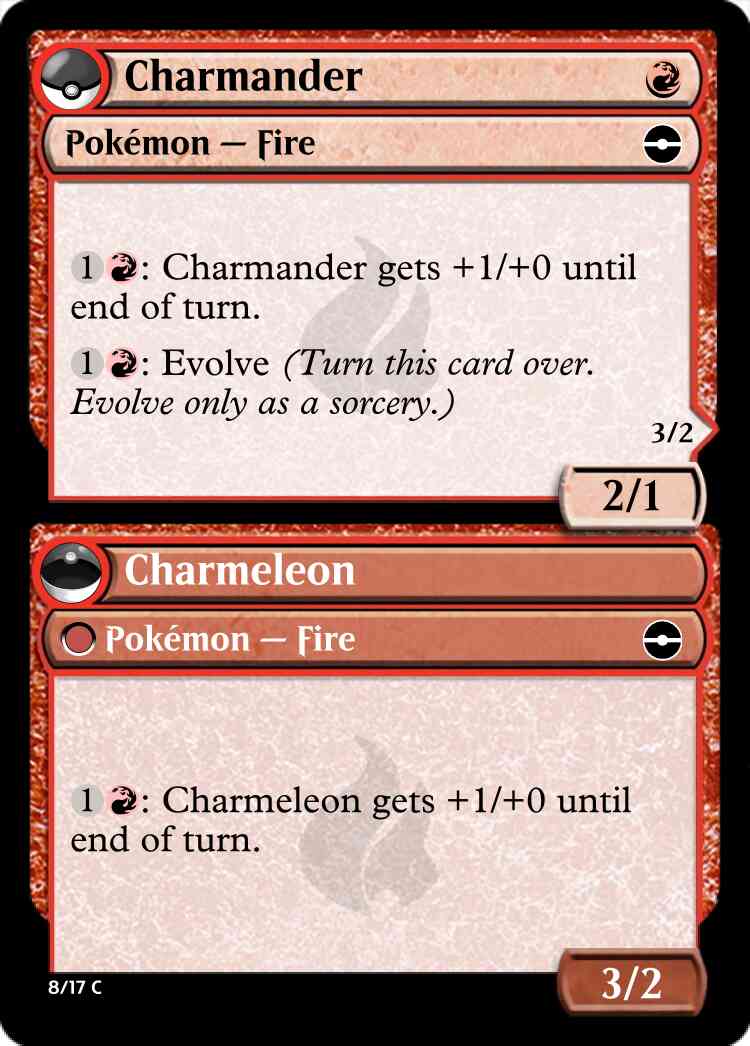 Charmander
Pokémon — Fire
1 : Charmander gets +1/+0 until
end of turn.
1 : Evolve (Turn this card over.
Evolve only as a sorcery.)
3/2
2/1
Charmeleon
Pokémon — Fire
1 : Charmeleon gets +1/+0 until
end of turn.
8/17 C
3/2